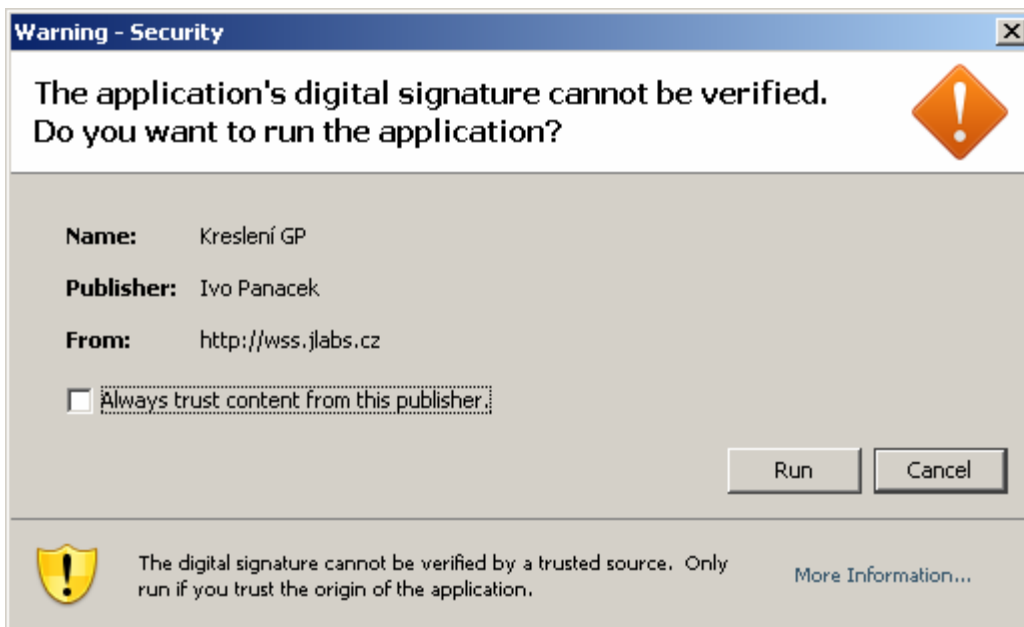 Warning - Security
The application's digital signature cannot be verified.
Do you want to run the application?
Name: Kreslení GP
Publisher: Ivo Panacek
From: http://wss.jlabs.cz
Always trust content from this publisher.
Run Cancel
The digital signature cannot be verified by a trusted source. Only
run if you trust the origin of the application.
More Information...